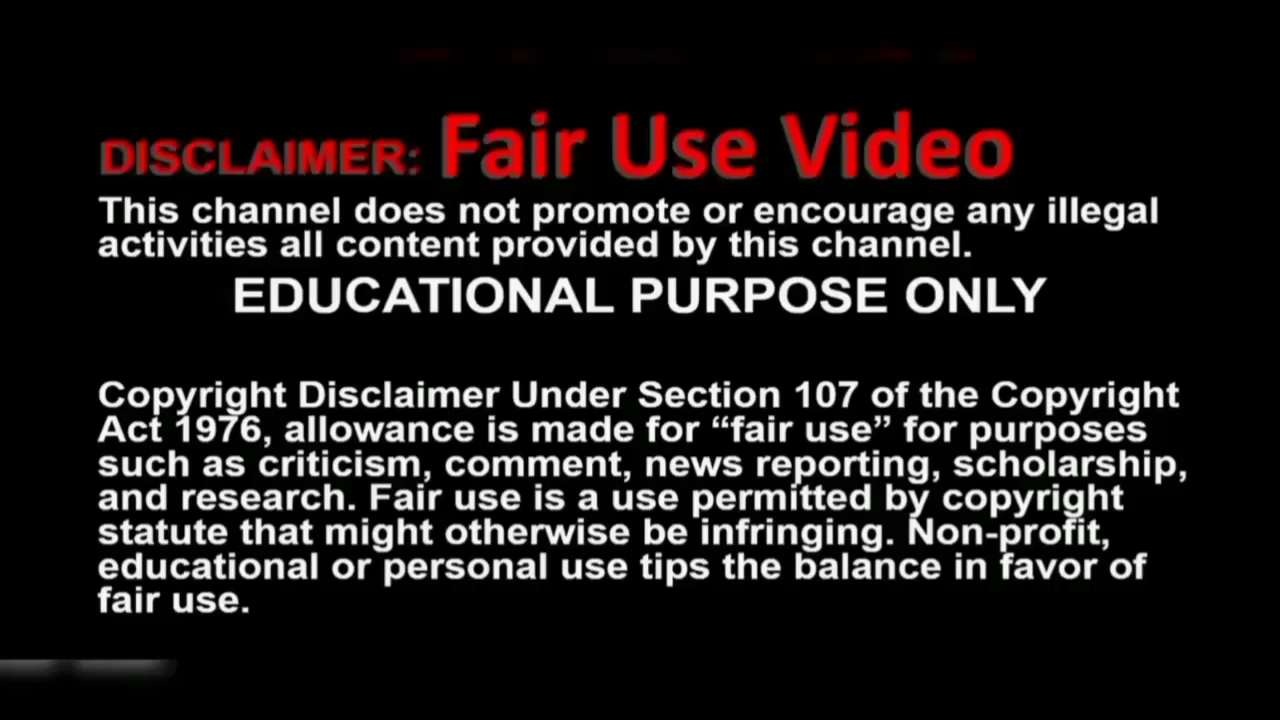 DISCLAIMER: Fair Use Video
This channel does not promote or encourage any illegal
activities all content provided by this channel.
EDUCATIONAL PURPOSE ONLY
Copyright Disclaimer Under Section 107 of the Copyright
Act 1976, allowance is made for “fair use” for purposes
such as criticism, comment, news reporting, scholarship,
and research. Fair use is a use permitted by copyright
statute that might otherwise be infringing. Non-profit,
educational or personal use tips the balance in favor of
fair use.